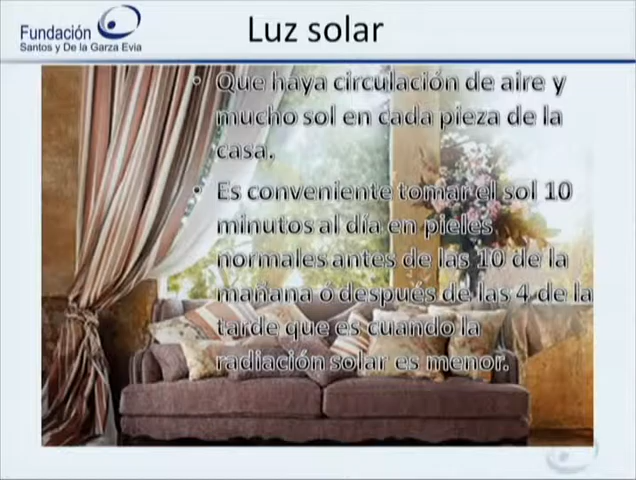 Fundación
Santos y De la Garza Evia
Luz solar
• Que haya circulación de aire y
mucho sol en cada pieza de la
casa.
• Es conveniente tomar el sol 10
minutos al día en pieles
normales antes de las 10 de la
mañana ó después de las 4 de la
tarde que es cuando la
radiación solar es menor.